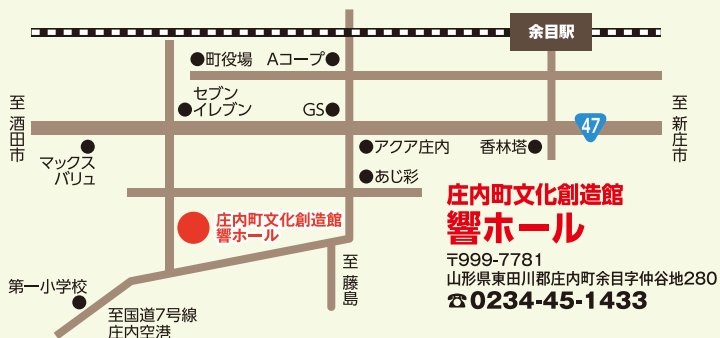 余目駅
町役場
Aコープ
セブン
イレブン
GS
47
至 酒田市
至 新庄市
マックス
バリュ
アクア庄内
香林塔
あじ彩
庄内町文化創造館
響ホール
至 藤島
第一小学校
至国道7号線
庄内空港
庄内町文化創造館
響ホール
〒999-7781
山形県東田川郡庄内町余目字仲谷地280
☎0234-45-1433